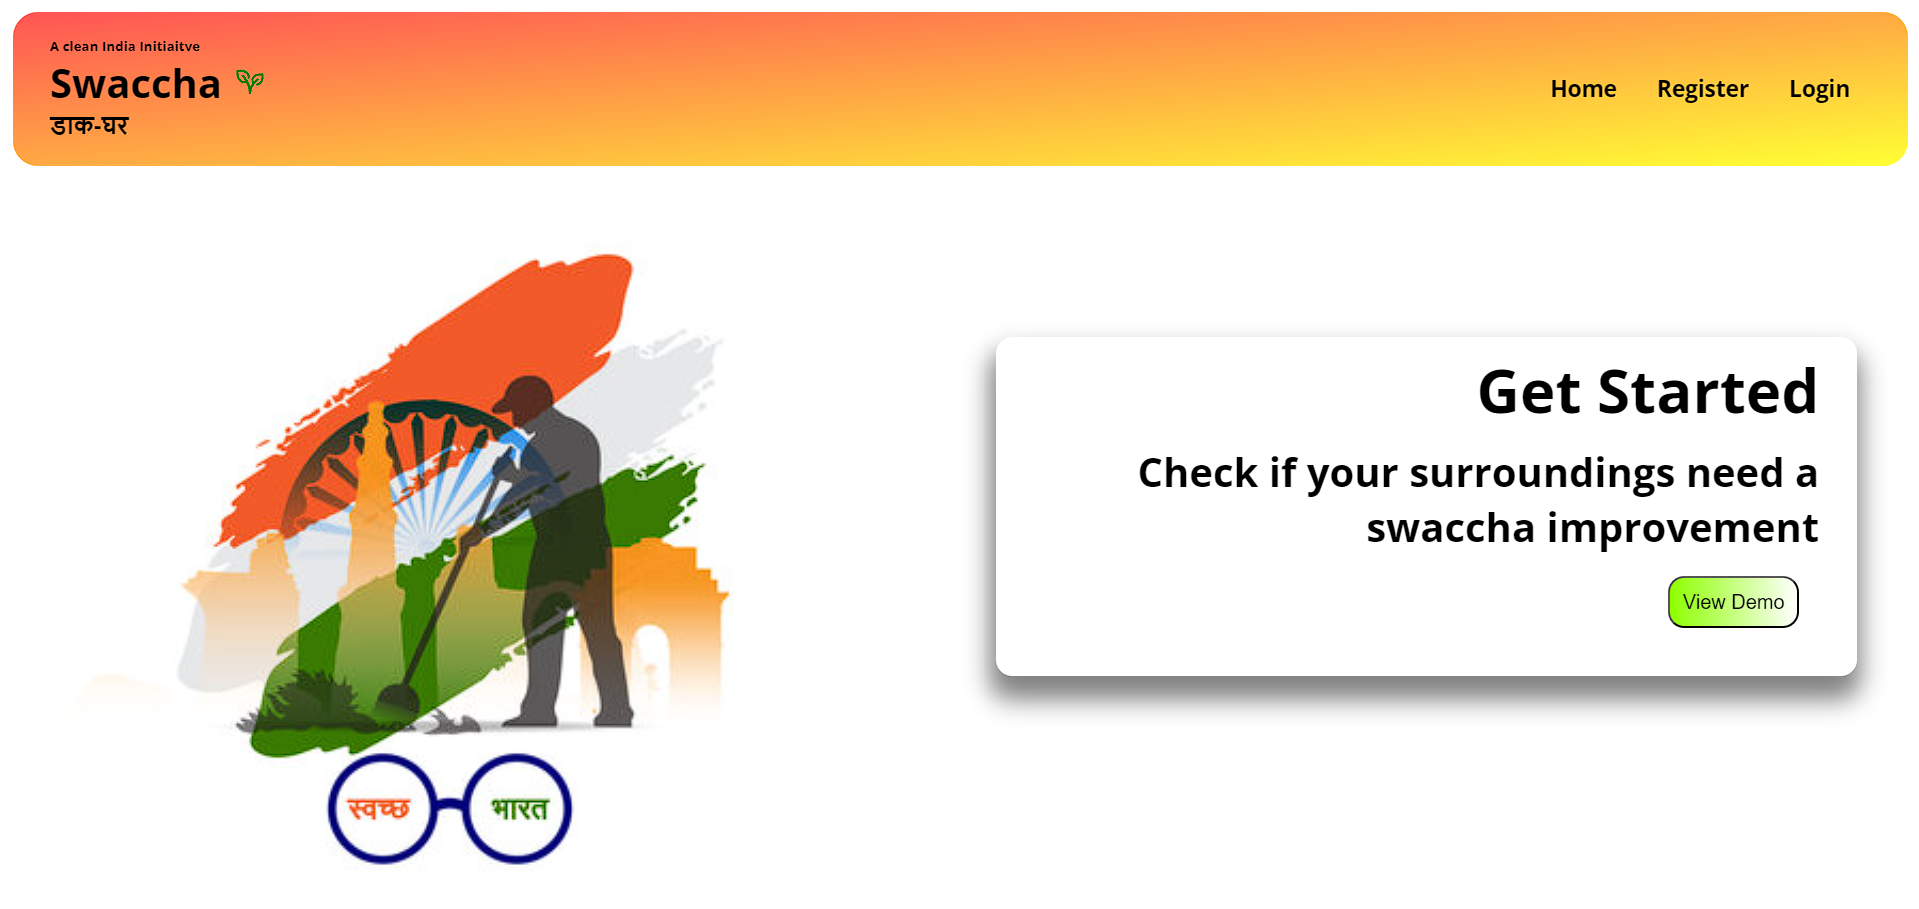 A clean India Initiaitve
Swaccha
डाक-घर
Home Register Login
Get Started
Check if your surroundings need a
swaccha improvement
View Demo
स्वच्छ भारत